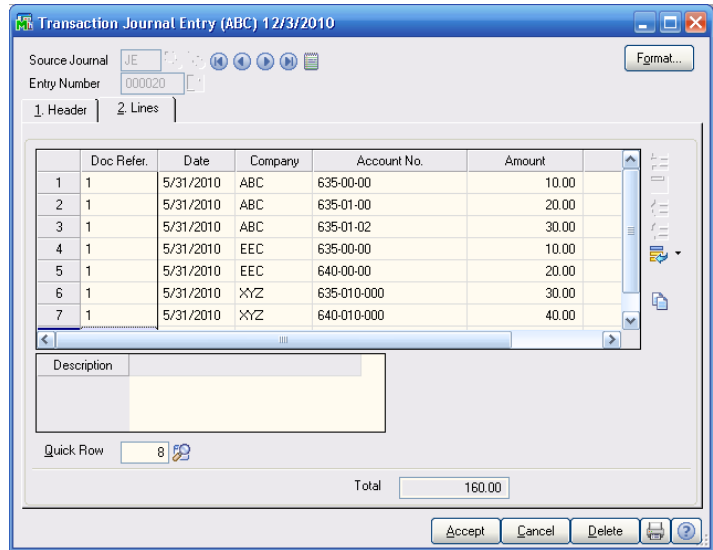 Transaction Journal Entry (ABC) 12/3/2010
Source Journal JE Format...
Entry Number 000020
1. Header 2. Lines
Doc Refer. Date Company Account No. Amount
1 1 5/31/2010 ABC 635-00-00 10.00
2 1 5/31/2010 ABC 635-01-00 20.00
3 1 5/31/2010 ABC 635-01-02 30.00
4 1 5/31/2010 EEC 635-00-00 10.00
5 1 5/31/2010 EEC 640-00-00 20.00
6 1 5/31/2010 XYZ 635-010-000 30.00
7 1 5/31/2010 XYZ 640-010-000 40.00
Description
Quick Row 8
Total 160.00
Accept Cancel Delete ?